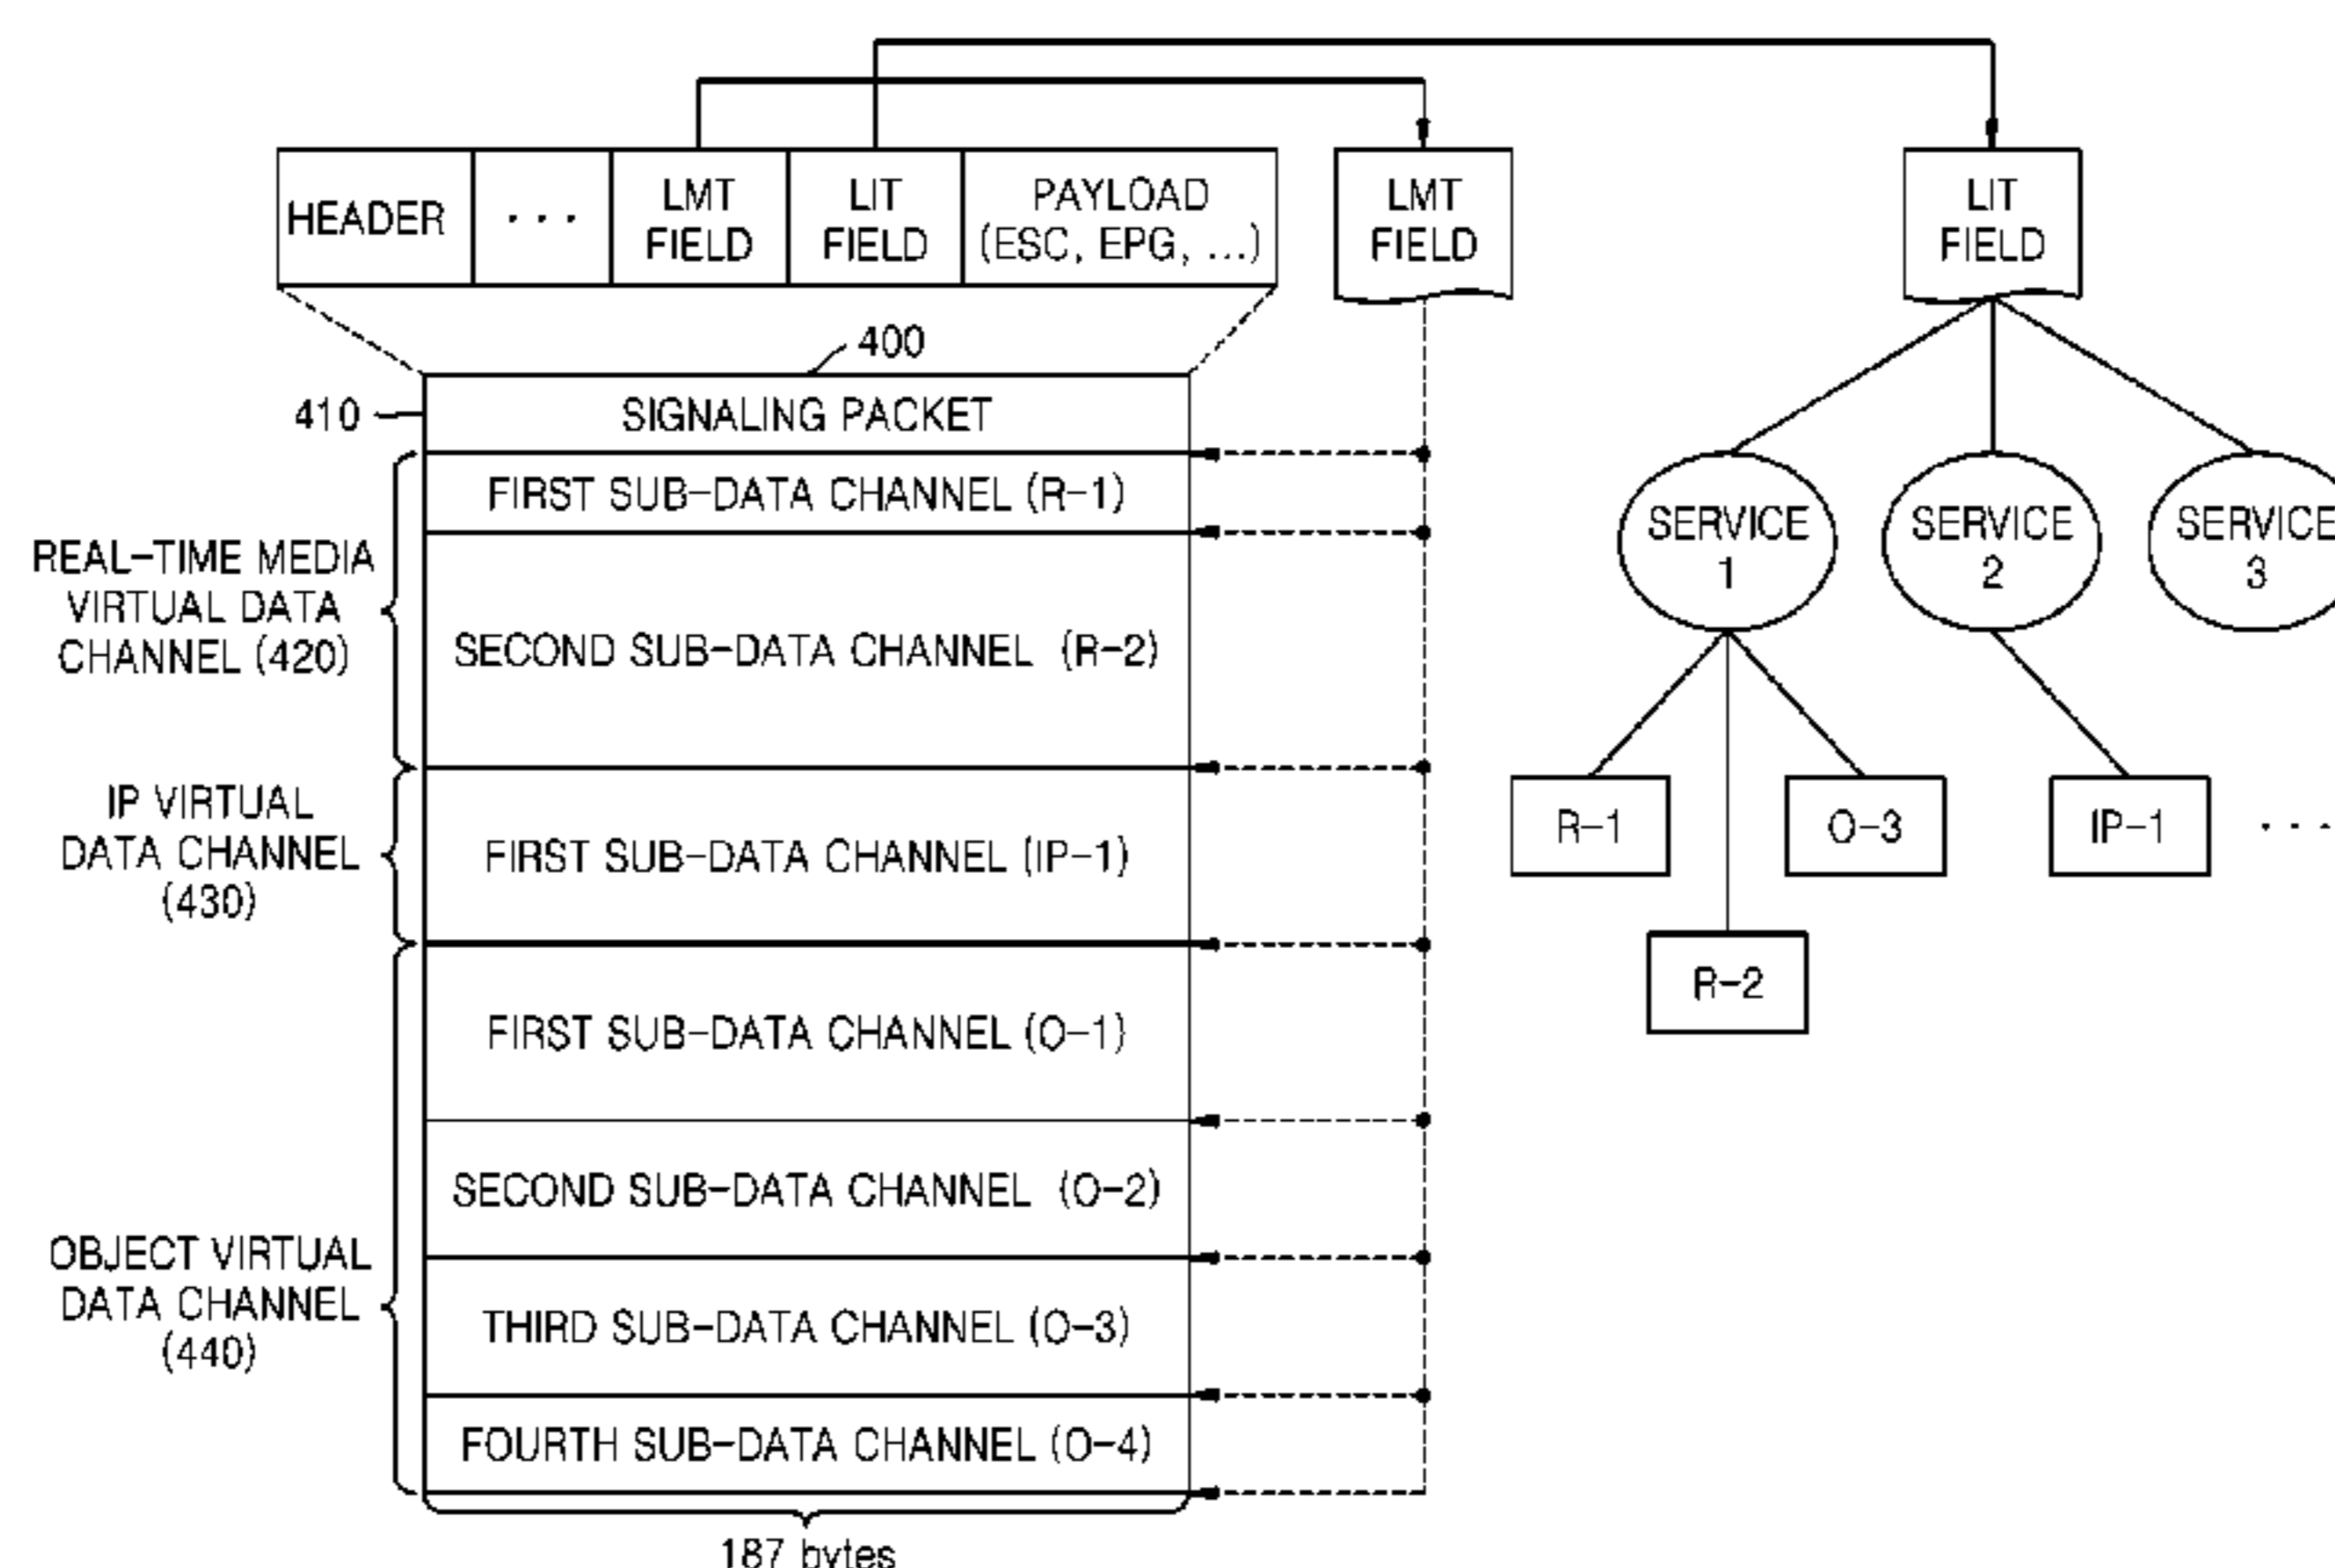 HEADER
. . .
LMT
FIELD
LIT
FIELD
PAYLOAD
(ESC, EPG, ...)
LMT
FIELD
LIT
FIELD
400
410
SIGNALING PACKET
FIRST SUB-DATA CHANNEL (R-1)
SECOND SUB-DATA CHANNEL (R-2)
REAL-TIME MEDIA
VIRTUAL DATA
CHANNEL (420)
IP VIRTUAL
DATA CHANNEL
(430)
FIRST SUB-DATA CHANNEL (IP-1)
FIRST SUB-DATA CHANNEL (O-1)
SECOND SUB-DATA CHANNEL (O-2)
OBJECT VIRTUAL
DATA CHANNEL
(440)
THIRD SUB-DATA CHANNEL (O-3)
FOURTH SUB-DATA CHANNEL (O-4)
187 bytes
SERVICE
1
SERVICE
2
SERVICE
3
R-1
O-3
IP-1
. . .
R-2